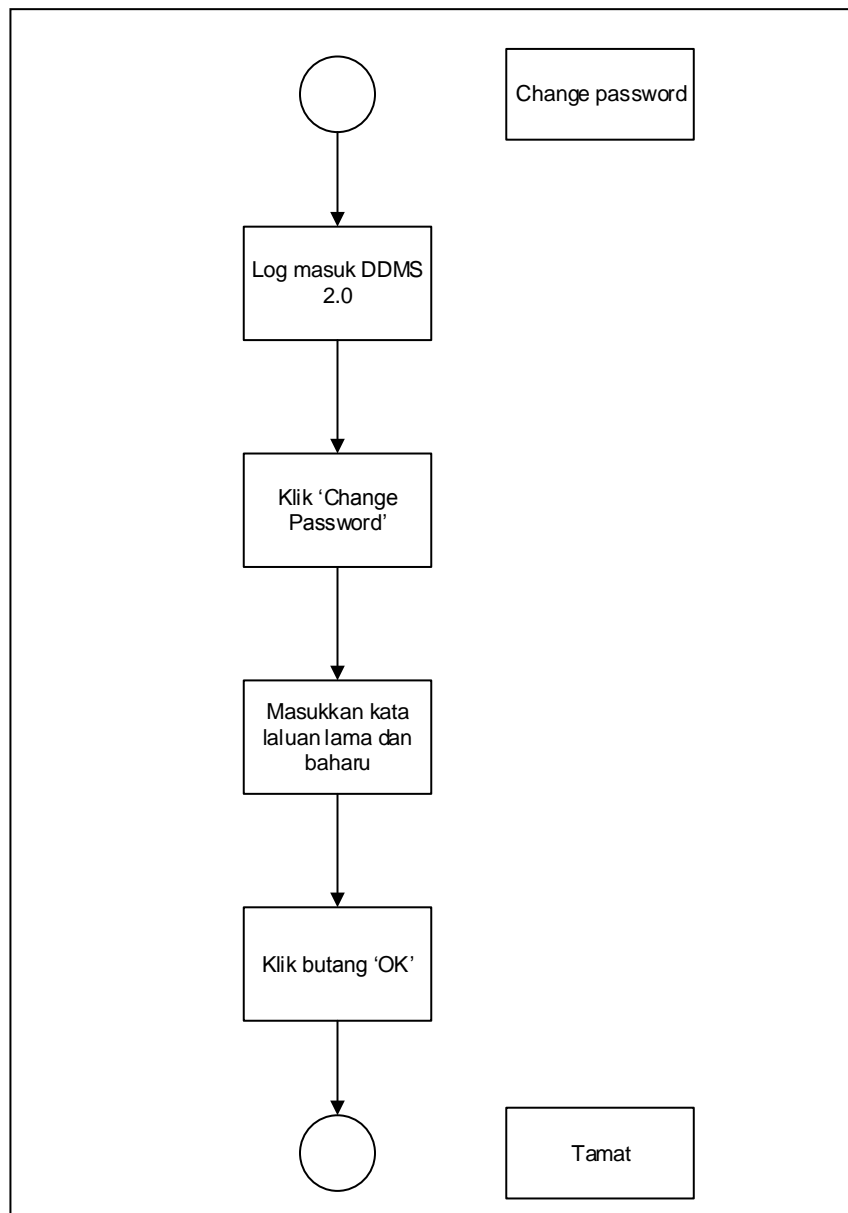 Change password
Log masuk DDMS
2.0
Klik ‘Change
Password’
Masukkan kata
laluan lama dan
baharu
Klik butang ‘OK’
Tamat